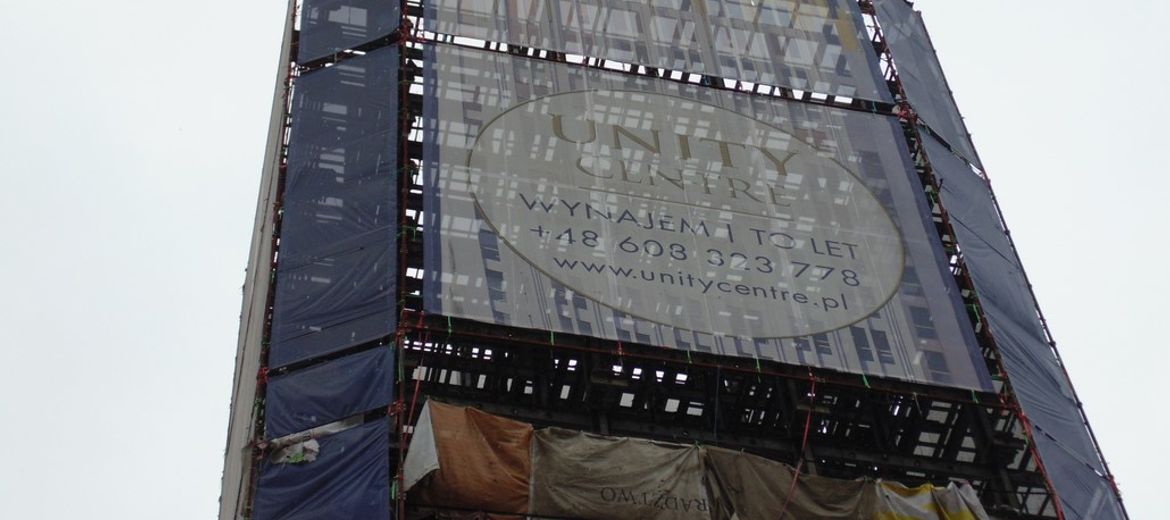 UNITY
CENTRE
WYNAJEM | TO LET
+48 608 323 778
www.unitycentre.pl